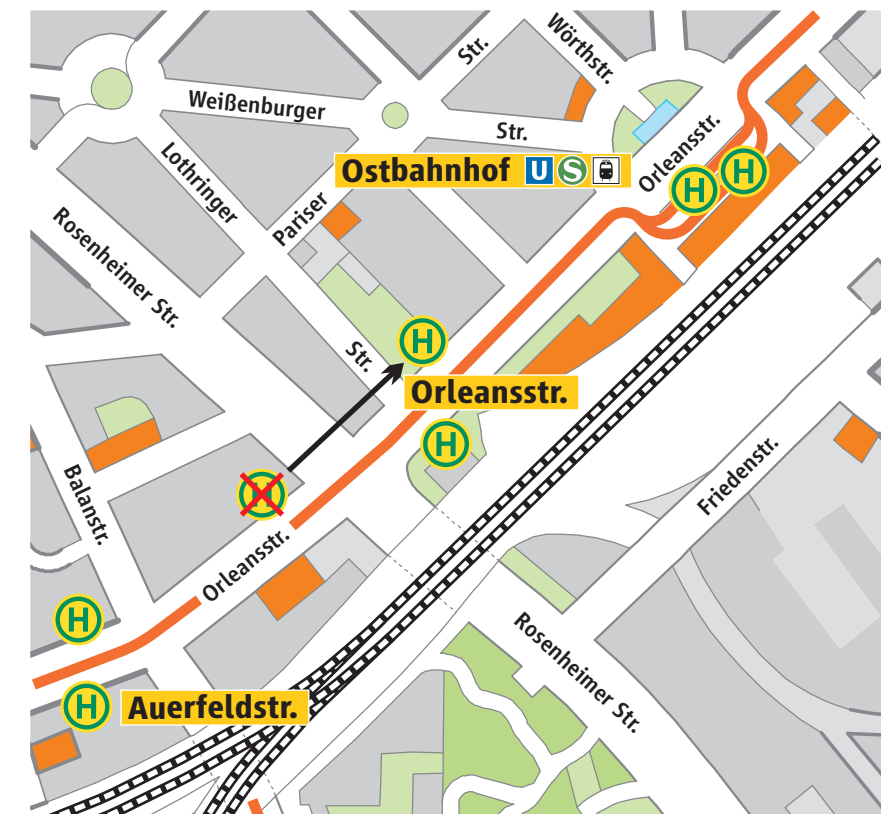 Str.
Wörthstr.
Weißenburger
Str.
Orleansstr.
Ostbahnhof U S
H
H
Lothringer
Pariser
Rosenheimer Str.
H
Str.
Orleansstr.
H
Balanstr.
H
Friedenstr.
Orleansstr.
H
Rosenheimer Str.
H
Auerfeldstr.